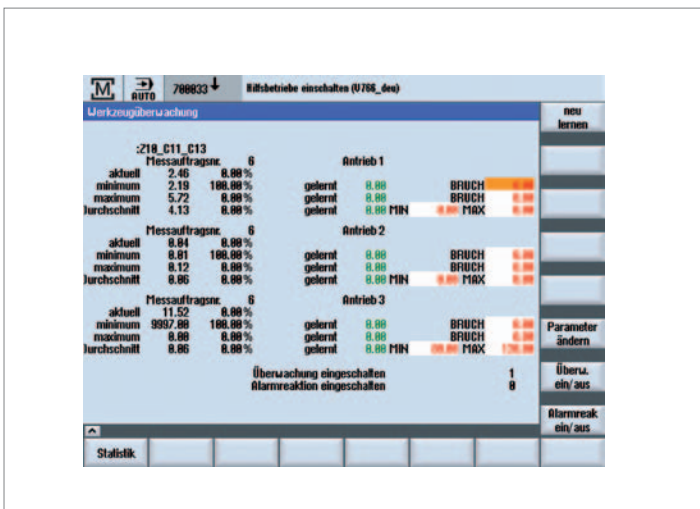 M AUTO 700033 Hilfsbetriebe einschalten (U766_deu)
Werkzeugüberwachung
neu
lernen
:Z18_C11_C13
Messauftragsnr. 6 Antrieb 1
aktuell 2.46 0.00%
minimum 2.19 100.00% gelernt 0.00 BRUCH
maximum 5.72 0.00% gelernt 0.00 BRUCH
Durchschnitt 4.13 0.00% gelernt 0.00 MIN MAX
Messauftragsnr. 6 Antrieb 2
aktuell 0.04 0.00%
minimum 0.01 100.00% gelernt 0.00 BRUCH
maximum 0.12 0.00% gelernt 0.00 BRUCH
Durchschnitt 0.06 0.00% gelernt 0.00 MIN MAX
Messauftragsnr. 6 Antrieb 3
aktuell 11.52 0.00%
minimum 9997.00 100.00% gelernt 0.00 BRUCH
maximum 0.00 0.00% gelernt 0.00 BRUCH
Durchschnitt 0.06 0.00% gelernt 0.00 MIN MAX
Überwachung eingeschalten 1
Alarmreaktion eingeschalten 0
Parameter
ändern
Überw.
ein/aus
Alarmreak
ein/aus
Statistik